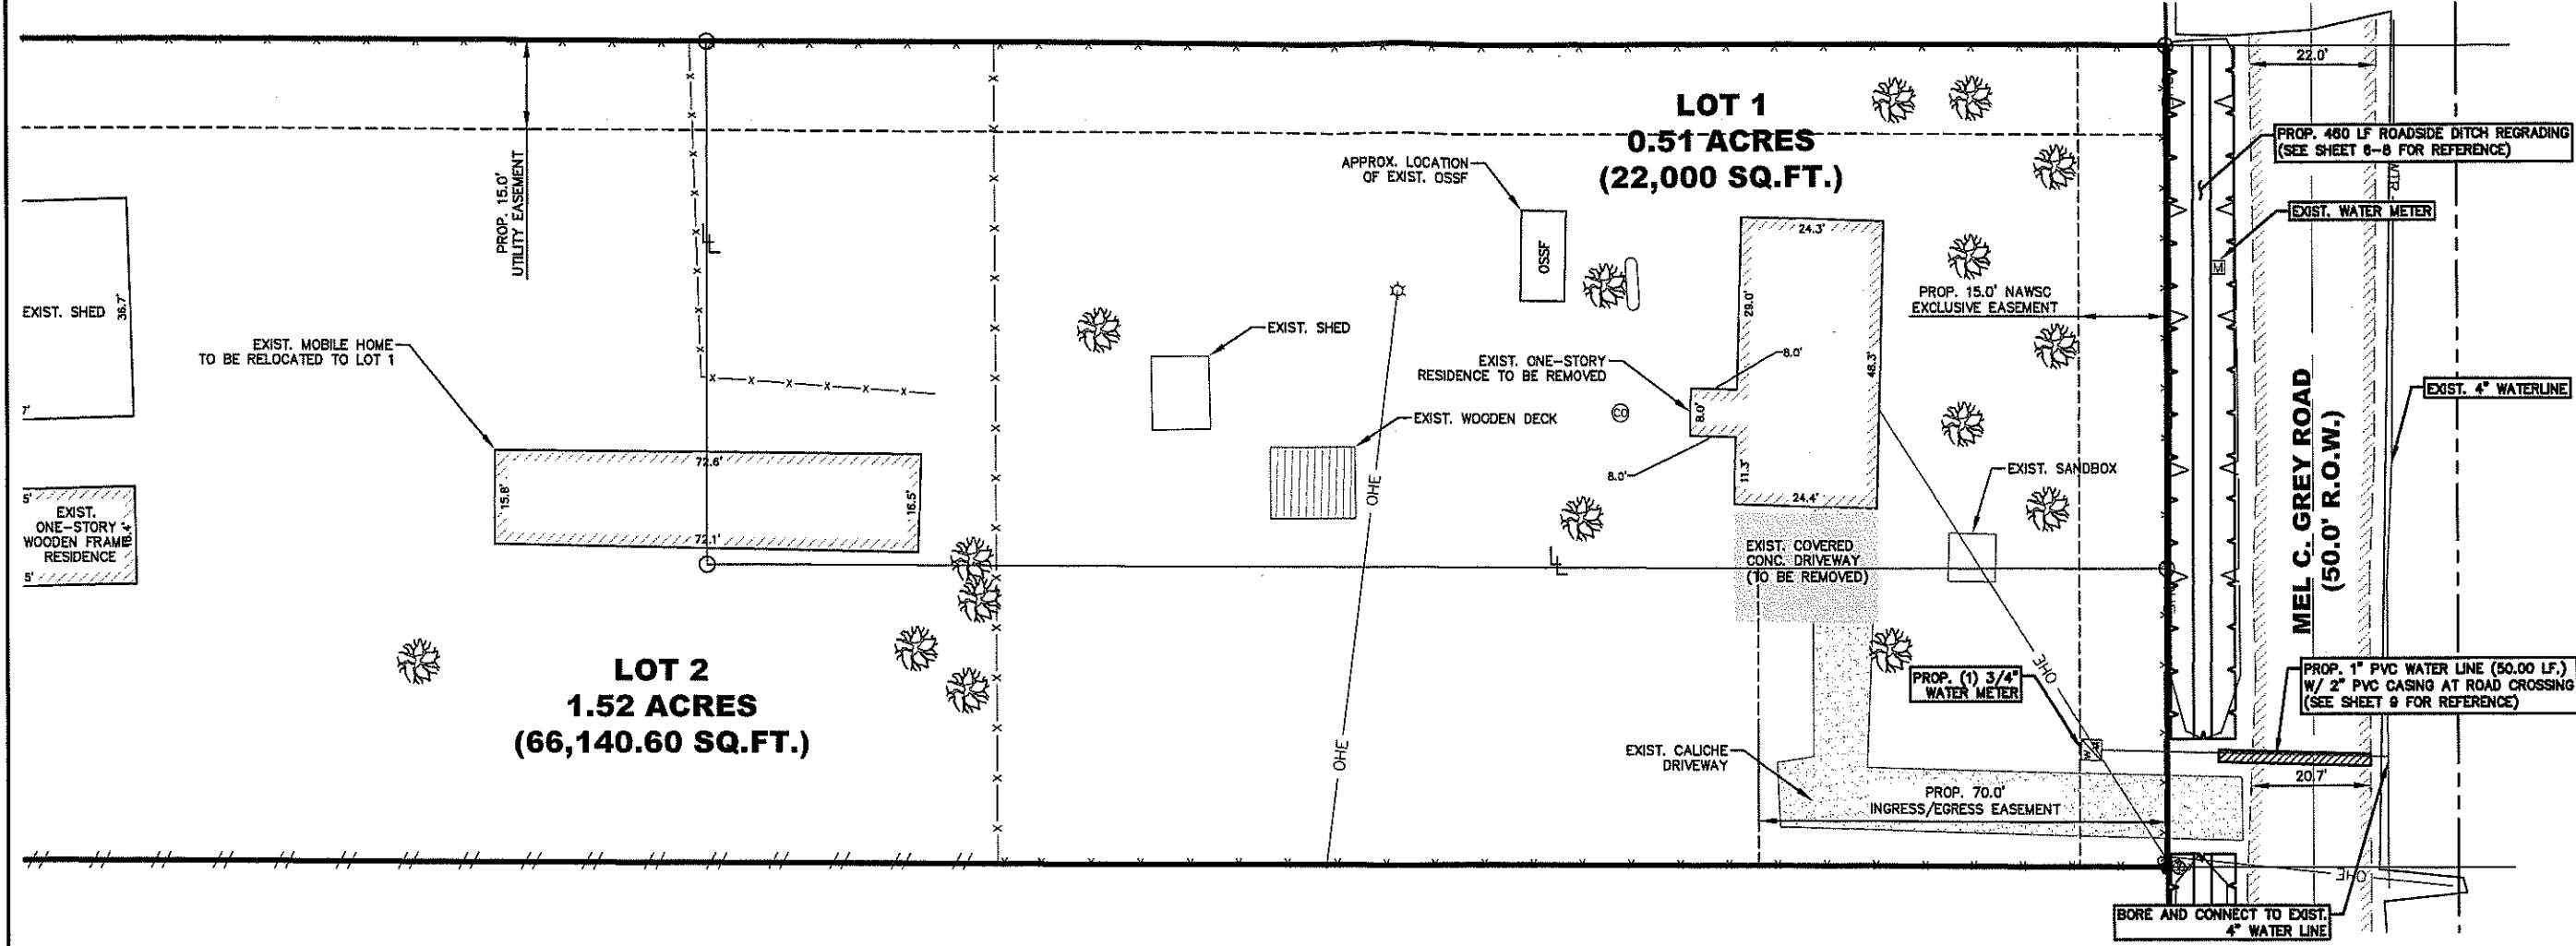 22.0'
LOT 1
0.51 ACRES
(22,000 SQ.FT.)
PROP. 460 LF ROADSIDE DITCH REGRADING
(SEE SHEET 6-8 FOR REFERENCE)
WTR
APPROX. LOCATION
OF EXIST. OSSF
OSSF
PROP. 15.0'
UTILITY EASEMENT
EXIST. WATER METER
M
24.3'
EXIST. SHED
36.7'
7'
PROP. 15.0' NAWSC
EXCLUSIVE EASEMENT
29.0'
EXIST. MOBILE HOME
TO BE RELOCATED TO LOT 1
EXIST. SHED
EXIST. ONE-STORY
RESIDENCE TO BE REMOVED
8.0'
8.0'
8.0'
48.3'
11.3'
24.4'
CO
EXIST. WOODEN DECK
OHE
EXIST. 4" WATERLINE
MEL C. GREY ROAD
(50.0' R.O.W.)
72.6'
15.8'
16.5'
72.1'
EXIST. SANDBOX
5'
EXIST.
ONE-STORY
WOODEN FRAME
RESIDENCE
5'
EXIST. COVERED
CONC. DRIVEWAY
(TO BE REMOVED)
LOT 2
1.52 ACRES
(66,140.60 SQ.FT.)
OHE
PROP. (1) 3/4"
WATER METER
PROP. 1" PVC WATER LINE (50.00 LF.)
W/ 2" PVC CASING AT ROAD CROSSING
(SEE SHEET 9 FOR REFERENCE)
OHE
EXIST. CALICHE
DRIVEWAY
20.7'
PROP. 70.0'
INGRESS/EGRESS EASEMENT
OHE
BORE AND CONNECT TO EXIST.
4" WATER LINE